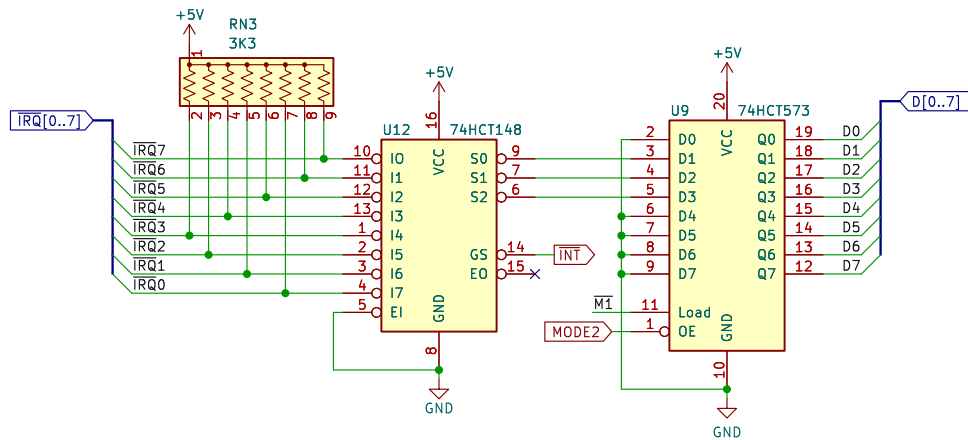 +5V
RN3
3K3
1
2 3 4 5 6 7 8 9
IRQ[0..7]
IRQ7
IRQ6
IRQ5
IRQ4
IRQ3
IRQ2
IRQ1
IRQ0
+5V
16
U12 74HCT148
VCC
10 I0 S0 9
11 I1 S1 7
12 I2 S2 6
13 I3
1 I4
2 I5 GS 14 INT
3 I6 EO 15
4 I7
5 EI
GND
8
GND
+5V
20
U9 74HCT573
VCC
2 D0 Q0 19 D0
3 D1 Q1 18 D1
4 D2 Q2 17 D2
5 D3 Q3 16 D3
6 D4 Q4 15 D4
7 D5 Q5 14 D5
8 D6 Q6 13 D6
9 D7 Q7 12 D7
M1 11 Load
MODE2 1 OE
GND
10
GND
D[0..7]